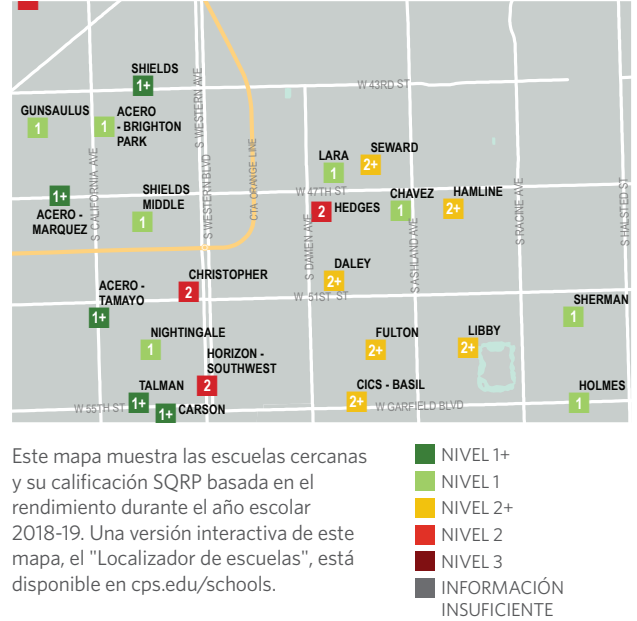 SHIELDS
1+
W 43RD ST
S WESTERN AVE
GUNSAULUS
1
ACERO
- BRIGHTON
PARK
1
CTA ORANGE LINE
LARA
1
SEWARD
2+
W 47TH ST
1+
ACERO -
MARQUEZ
S CALIFORNIA AVE
SHIELDS
MIDDLE
1
S WESTERN BLVD
2
HEDGES
CHAVEZ
1
HAMLINE
2+
S RACINE AVE
S HALSTED ST
S DAMEN AVE
SASHLAND AVE
DALEY
2+
CHRISTOPHER
2
W 51ST ST
ACERO -
TAMAYO
1+
SHERMAN
1
NIGHTINGALE
1
HORIZON -
SOUTHWEST
2
FULTON
2+
LIBBY
2+
TALMAN
1+
W 55TH ST
1+
CARSON
CICS - BASIL
2+
W GARFIELD BLVD
HOLMES
1
Este mapa muestra las escuelas cercanas
y su calificación SQRP basada en el
rendimiento durante el año escolar
2018-19. Una versión interactiva de este
mapa, el "Localizador de escuelas", está
disponible en cps.edu/schools.
NIVEL 1+
NIVEL 1
NIVEL 2+
NIVEL 2
NIVEL 3
INFORMACIÓN
INSUFICIENTE